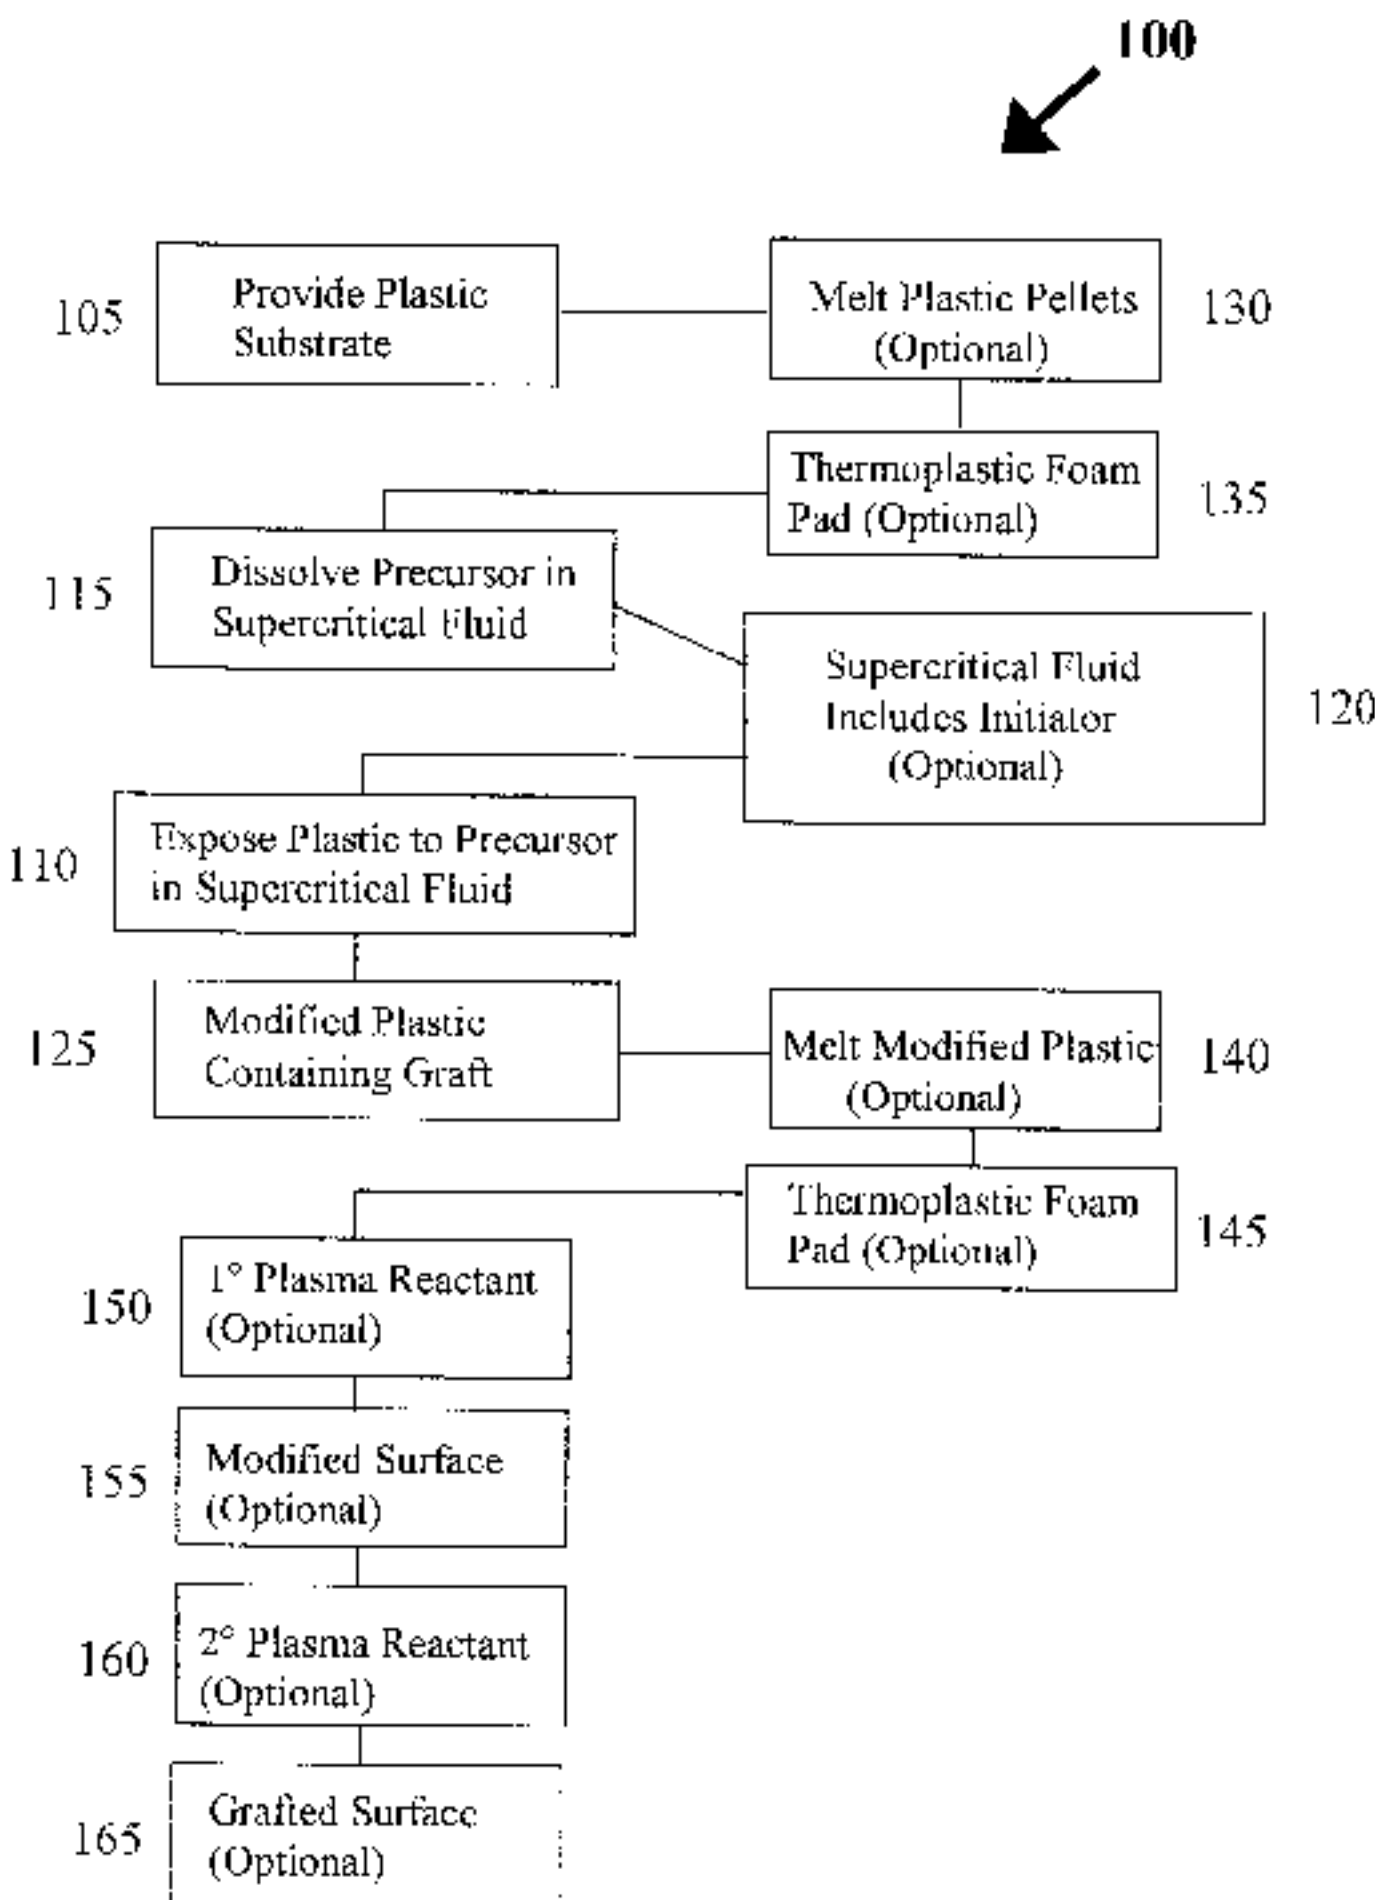 100
105
Provide Plastic
Substrate
Melt Plastic Pellets
(Optional)
130
Thermoplastic Foam
Pad (Optional)
135
115
Dissolve Precursor in
Supercritical Fluid
Supercritical Fluid
Includes Initiator
(Optional)
120
110
Expose Plastic to Precursor
in Supercritical Fluid
125
Modified Plastic
Containing Graft
Melt Modified Plastic
(Optional)
140
Thermoplastic Foam
Pad (Optional)
145
150
1° Plasma Reactant
(Optional)
155
Modified Surface
(Optional)
160
2° Plasma Reactant
(Optional)
165
Grafted Surface
(Optional)